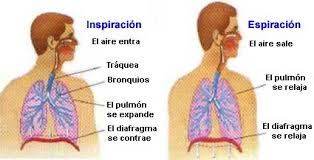 Inspiración
El aire entra
Tráquea
Bronquios
El pulmón
se expande
El diafragma
se contrae
Espiración
El aire sale
El pulmón
se relaja
El diafragma
se relaja